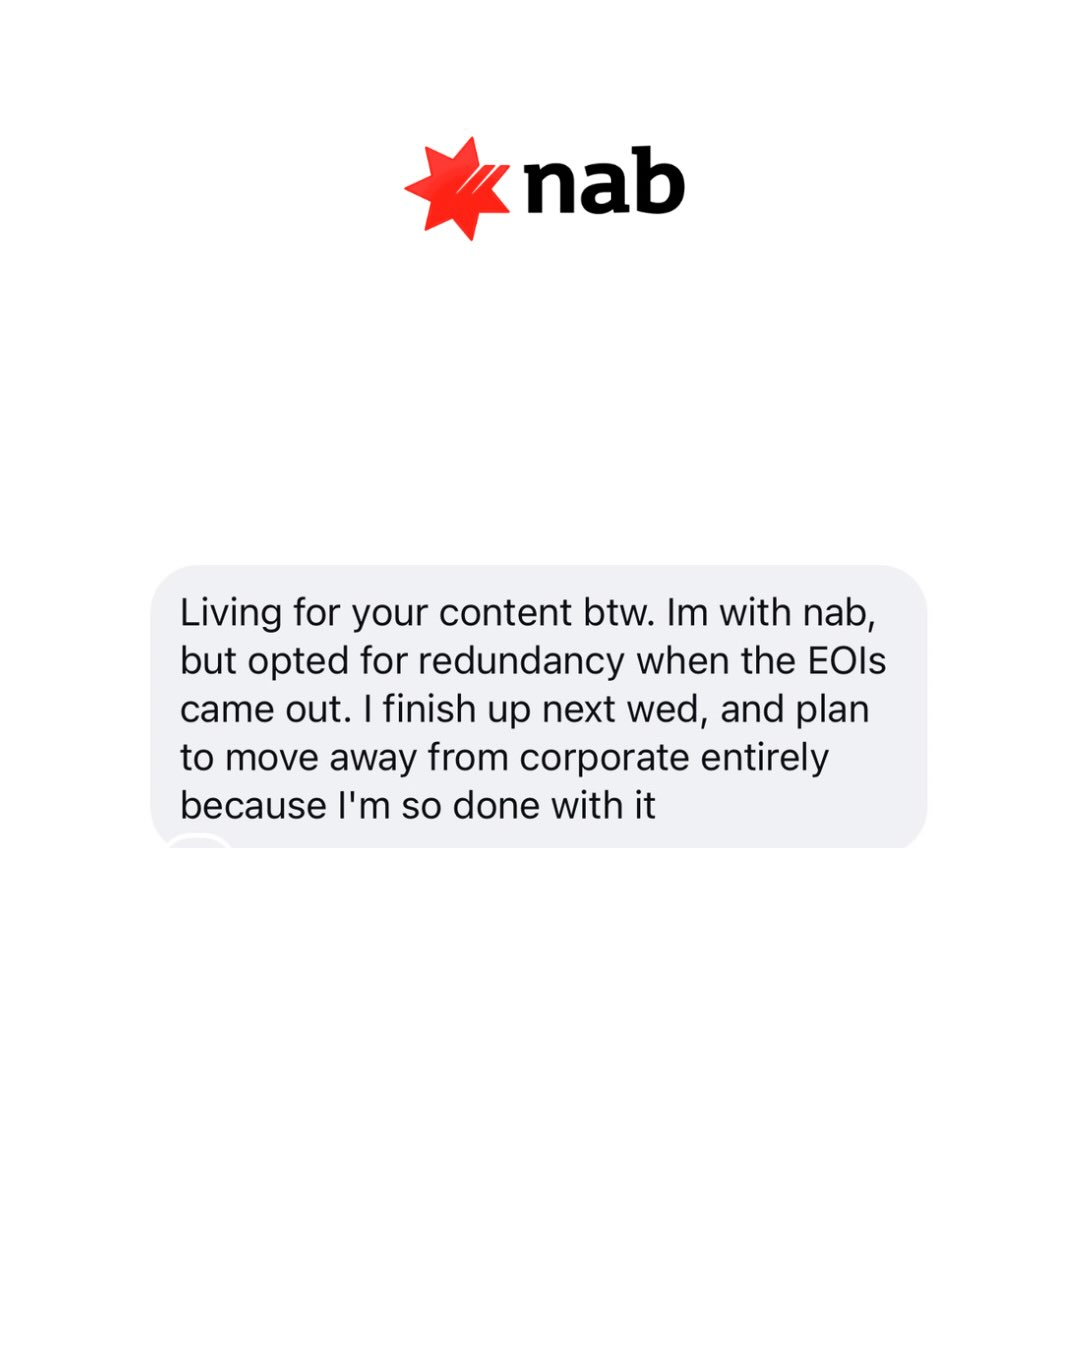 nab
Living for your content btw. Im with nab,
but opted for redundancy when the EOIs
came out. I finish up next wed, and plan
to move away from corporate entirely
because I'm so done with it